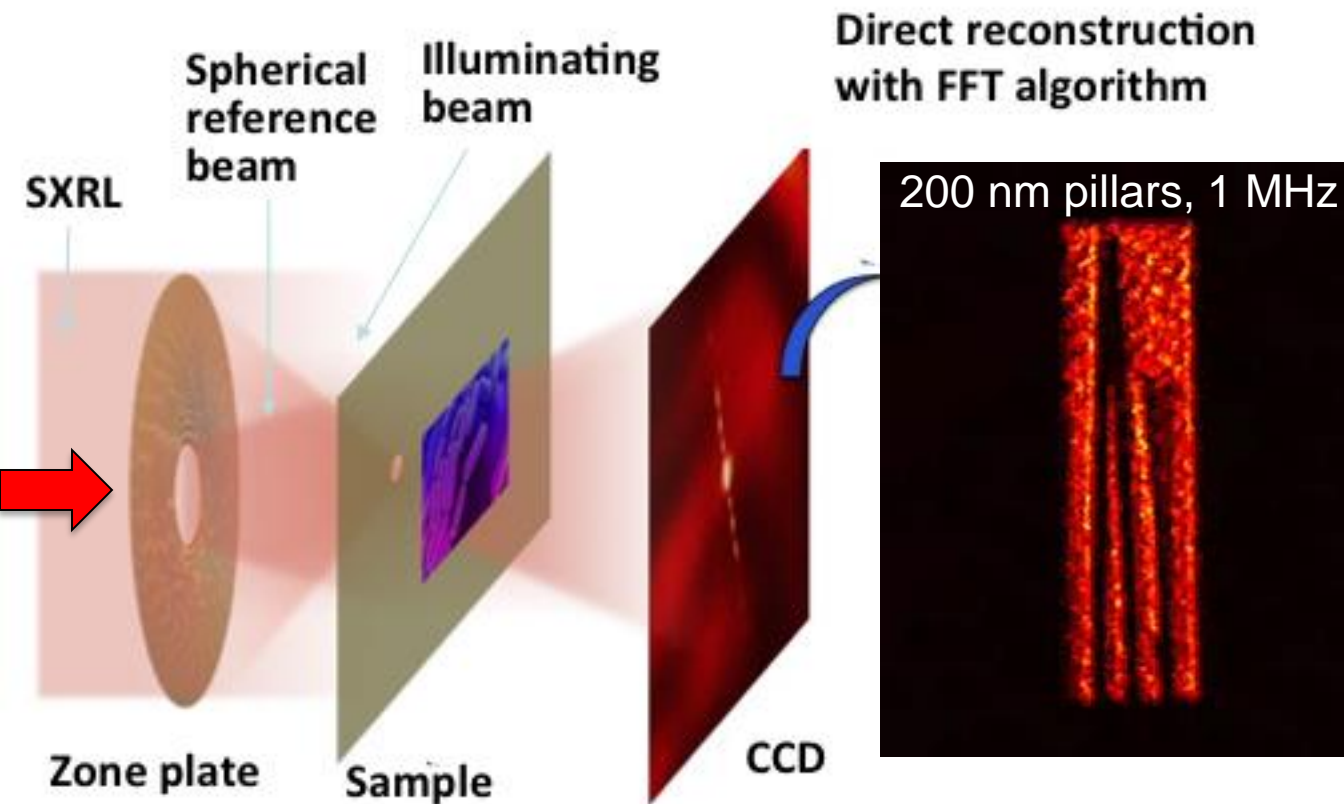 SXRL
Spherical
reference
beam
Illuminating
beam
Direct reconstruction
with FFT algorithm
200 nm pillars, 1 MHz
Zone plate
Sample
CCD